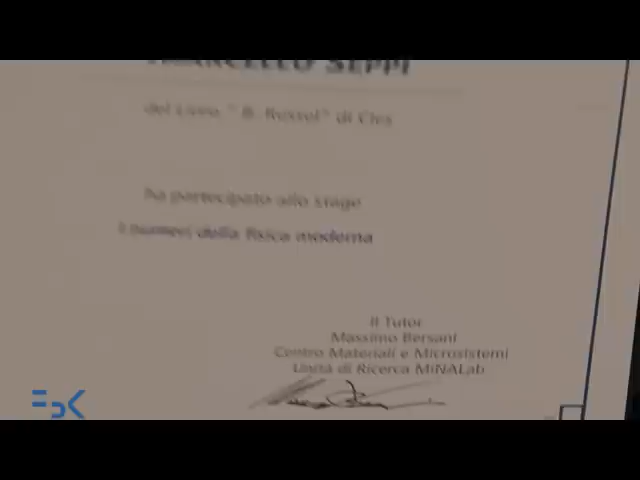 MARCELLO SEPPI
del Liceo "B. Russel" di Cles
ha partecipato allo stage
I numeri della fisica moderna
Il Tutor
Massimo Bersani
Centro Materiali e Microsistemi
Unità di Ricerca MiNALab
FBK